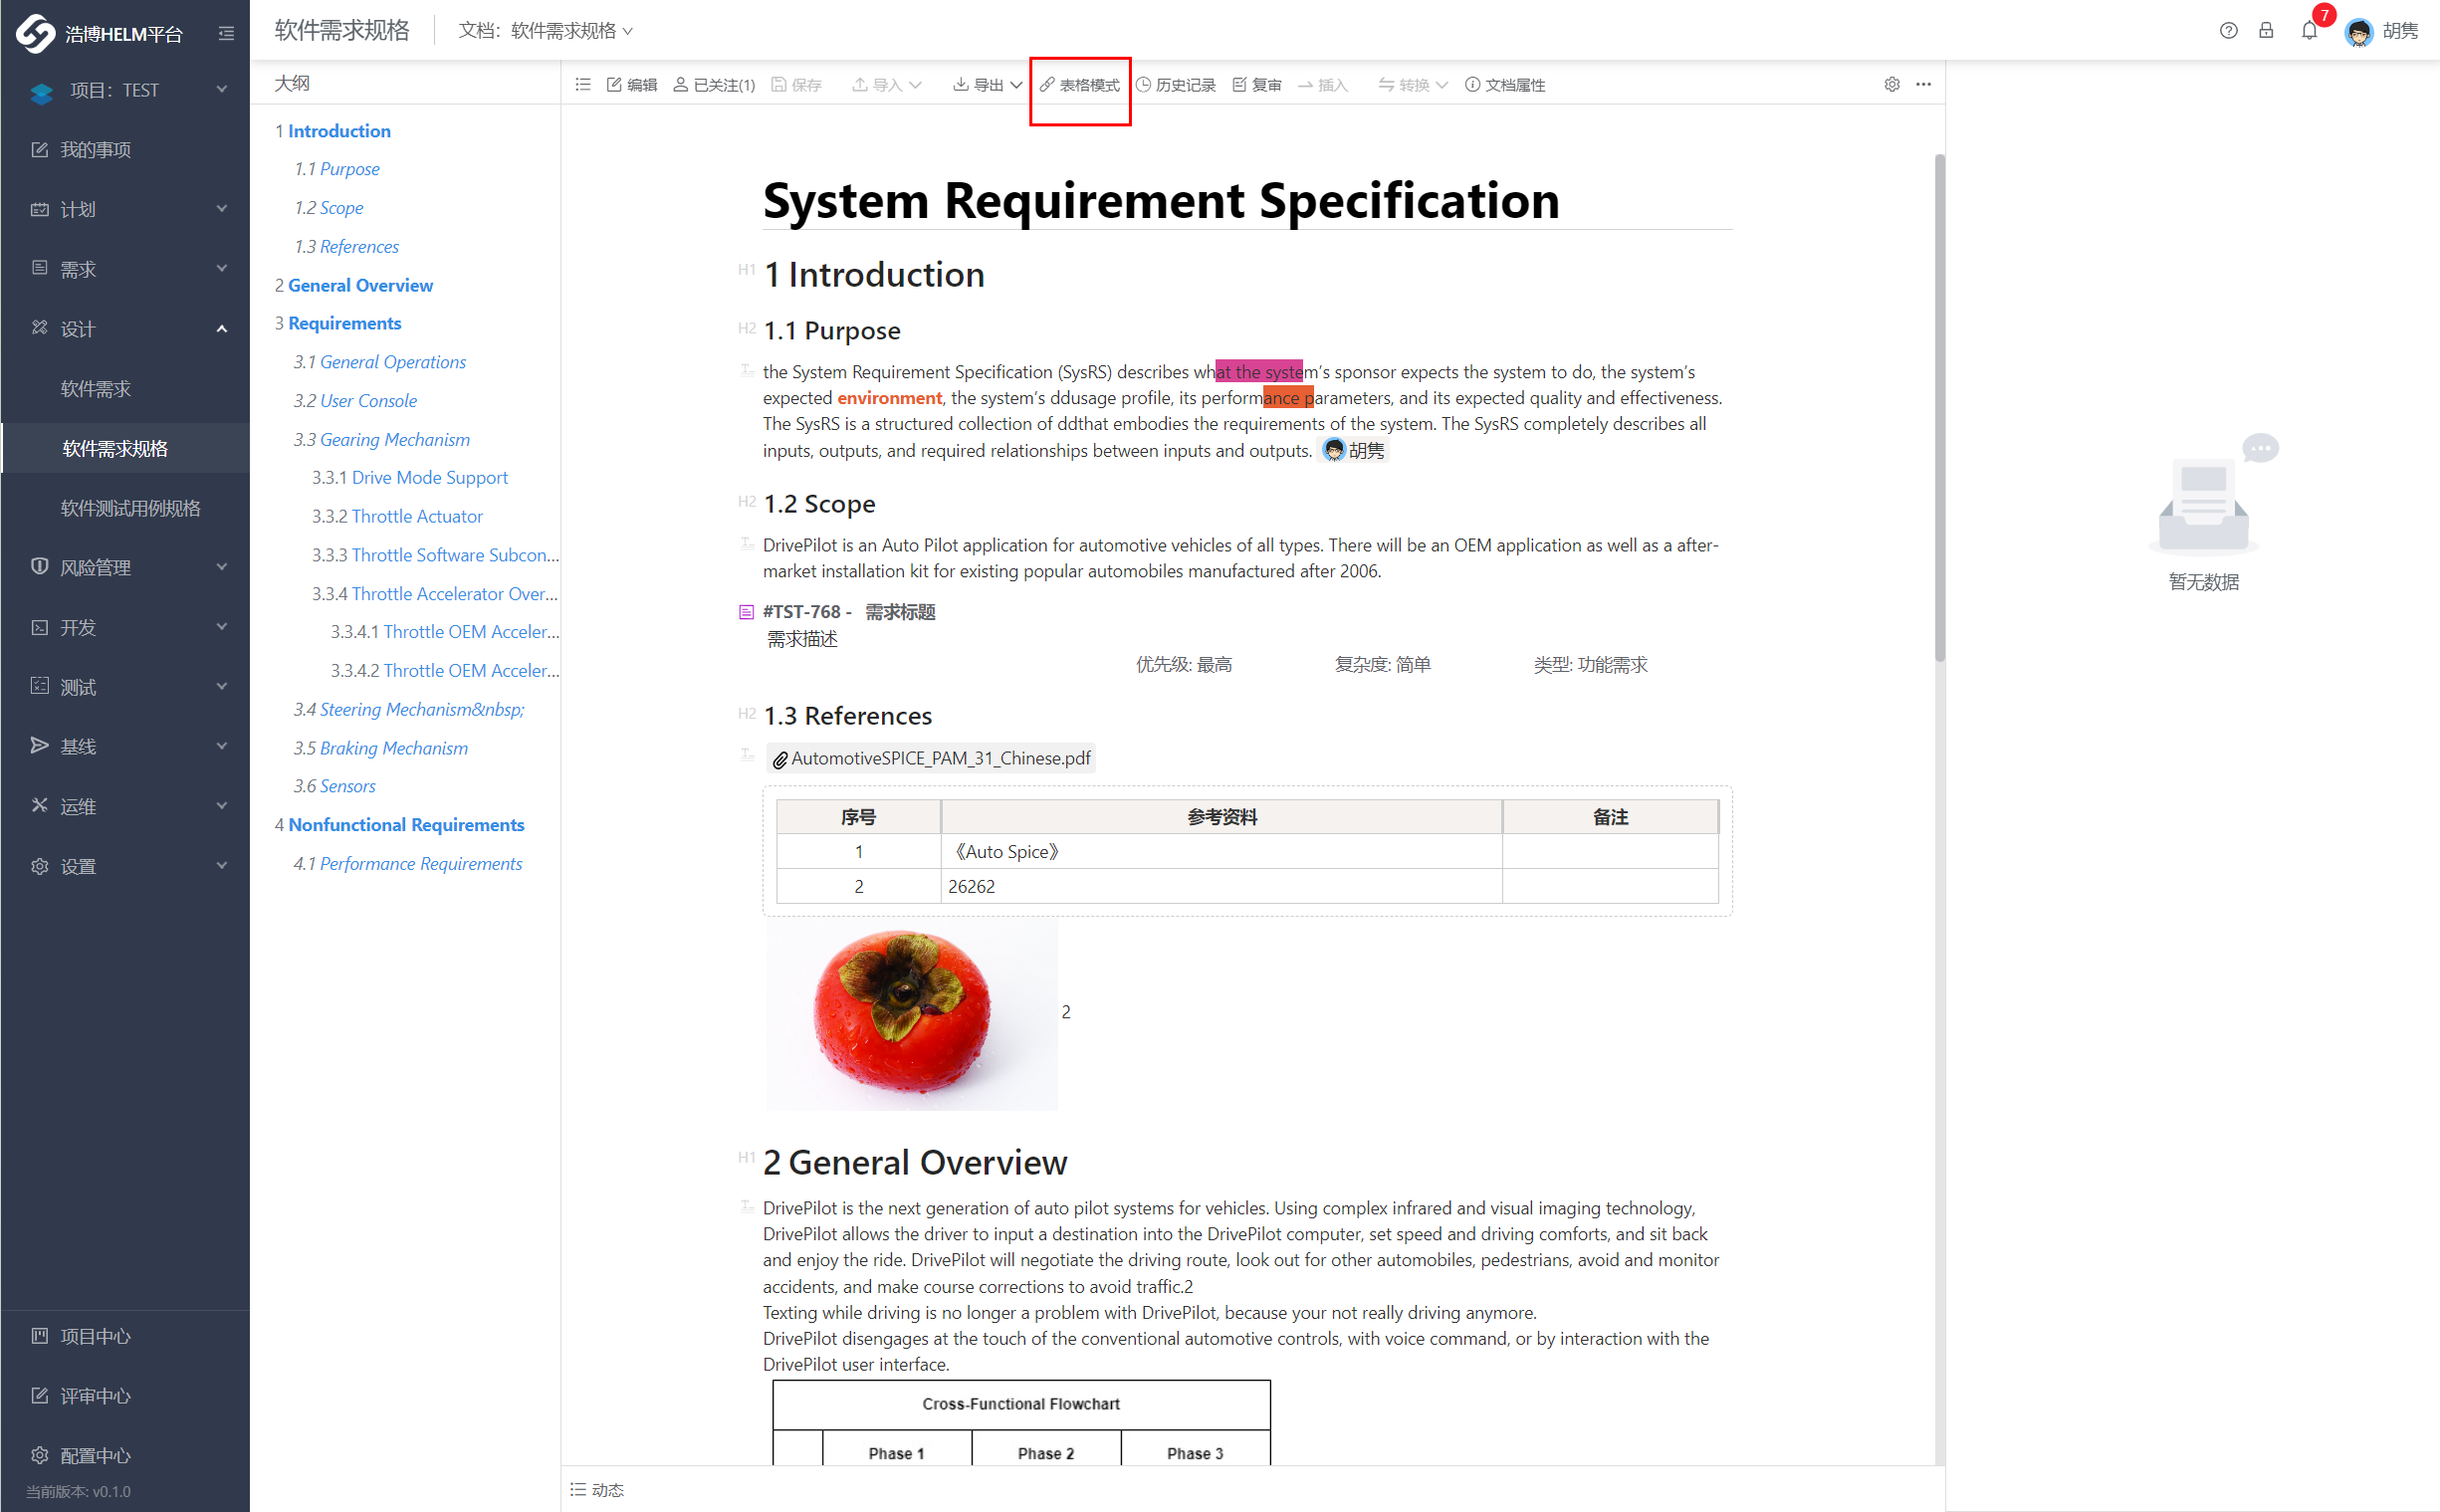 浩博HELM平台
项目：TEST
我的事项
计划
需求
设计
软件需求
软件需求规格
软件测试用例规格
风险管理
开发
测试
基线
运维
设置
项目中心
评审中心
配置中心
当前版本: v0.1.0
软件需求规格
文档：软件需求规格
7
胡隽
大纲
1 Introduction
1.1 Purpose
1.2 Scope
1.3 References
2 General Overview
3 Requirements
3.1 General Operations
3.2 User Console
3.3 Gearing Mechanism
3.3.1 Drive Mode Support
3.3.2 Throttle Actuator
3.3.3 Throttle Software Subcon...
3.3.4 Throttle Accelerator Over...
3.3.4.1 Throttle OEM Acceler...
3.3.4.2 Throttle OEM Acceler...
3.4 Steering Mechanism&nbsp;
3.5 Braking Mechanism
3.6 Sensors
4 Nonfunctional Requirements
4.1 Performance Requirements
编辑 已关注(1) 保存 导入 导出 表格模式 历史记录 复审 插入 转换 文档属性
System Requirement Specification
H1 1 Introduction
H2 1.1 Purpose
the System Requirement Specification (SysRS) describes what the system’s sponsor expects the system to do, the system’s
expected environment, the system’s ddusage profile, its performance parameters, and its expected quality and effectiveness.
The SysRS is a structured collection of ddthat embodies the requirements of the system. The SysRS completely describes all
inputs, outputs, and required relationships between inputs and outputs. 胡隽
H2 1.2 Scope
DrivePilot is an Auto Pilot application for automotive vehicles of all types. There will be an OEM application as well as a after-
market installation kit for existing popular automobiles manufactured after 2006.
#TST-768 - 需求标题
需求描述
优先级: 最高 复杂度: 简单 类型: 功能需求
H2 1.3 References
AutomotiveSPICE_PAM_31_Chinese.pdf
序号 参考资料 备注
1 《Auto Spice》
2 26262
2
H1 2 General Overview
DrivePilot is the next generation of auto pilot systems for vehicles. Using complex infrared and visual imaging technology,
DrivePilot allows the driver to input a destination into the DrivePilot computer, set speed and driving comforts, and sit back
and enjoy the ride. DrivePilot will negotiate the driving route, look out for other automobiles, pedestrians, avoid and monitor
accidents, and make course corrections to avoid traffic.2
Texting while driving is no longer a problem with DrivePilot, because your not really driving anymore.
DrivePilot disengages at the touch of the conventional automotive controls, with voice command, or by interaction with the
DrivePilot user interface.
Cross-Functional Flowchart
Phase 1 Phase 2 Phase 3
动态
暂无数据